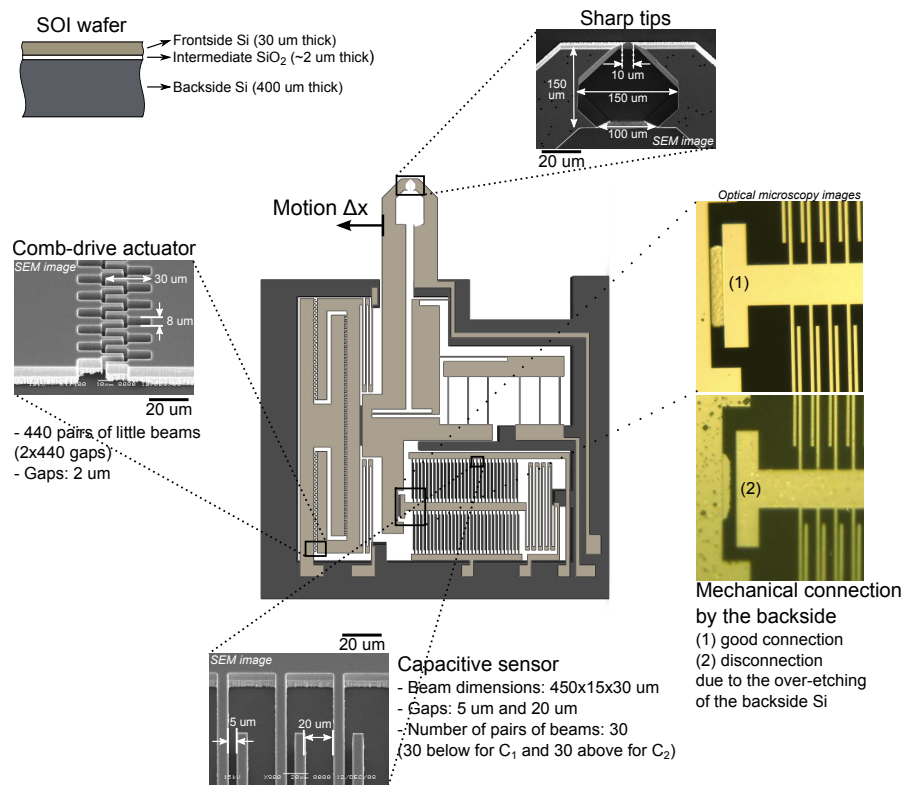 SOI wafer
Frontside Si (30 um thick)
Intermediate SiO₂ (~2 um thick)
Backside Si (400 um thick)
Sharp tips
10 um
150
um
150 um
100 um
SEM image
20 um
Motion Δx
Optical microscopy images
(1)
(2)
Comb-drive actuator
SEM image
30 um
8 um
20 um
- 440 pairs of little beams
(2x440 gaps)
- Gaps: 2 um
Mechanical connection
by the backside
(1) good connection
(2) disconnection
due to the over-etching
of the backside Si
20 um
SEM image
5 um
20 um
Capacitive sensor
- Beam dimensions: 450x15x30 um
- Gaps: 5 um and 20 um
- Number of pairs of beams: 30
(30 below for C₁ and 30 above for C₂)